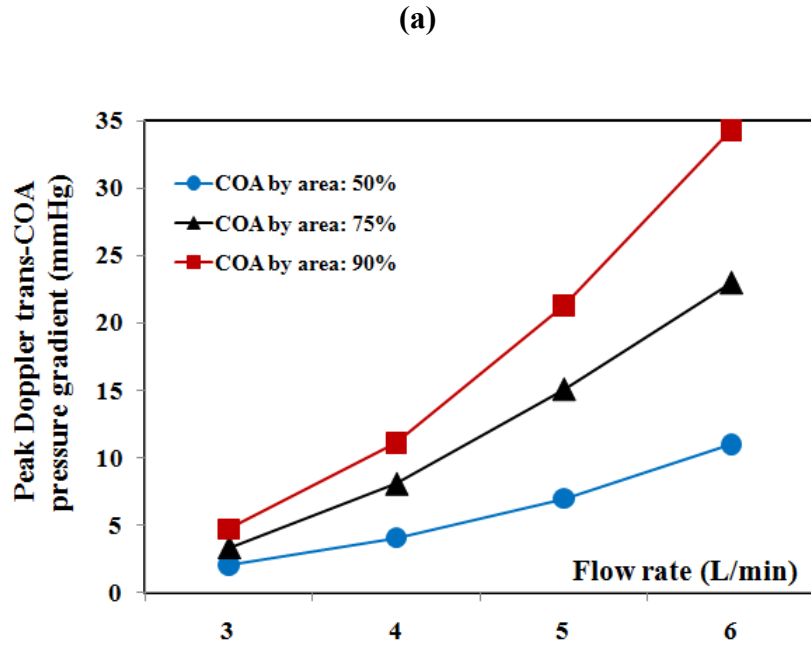 (a)
35
30
25
20
15
10
5
0
Peak Doppler trans-COA
pressure gradient (mmHg)
COA by area: 50%
COA by area: 75%
COA by area: 90%
Flow rate (L/min)
3 4 5 6